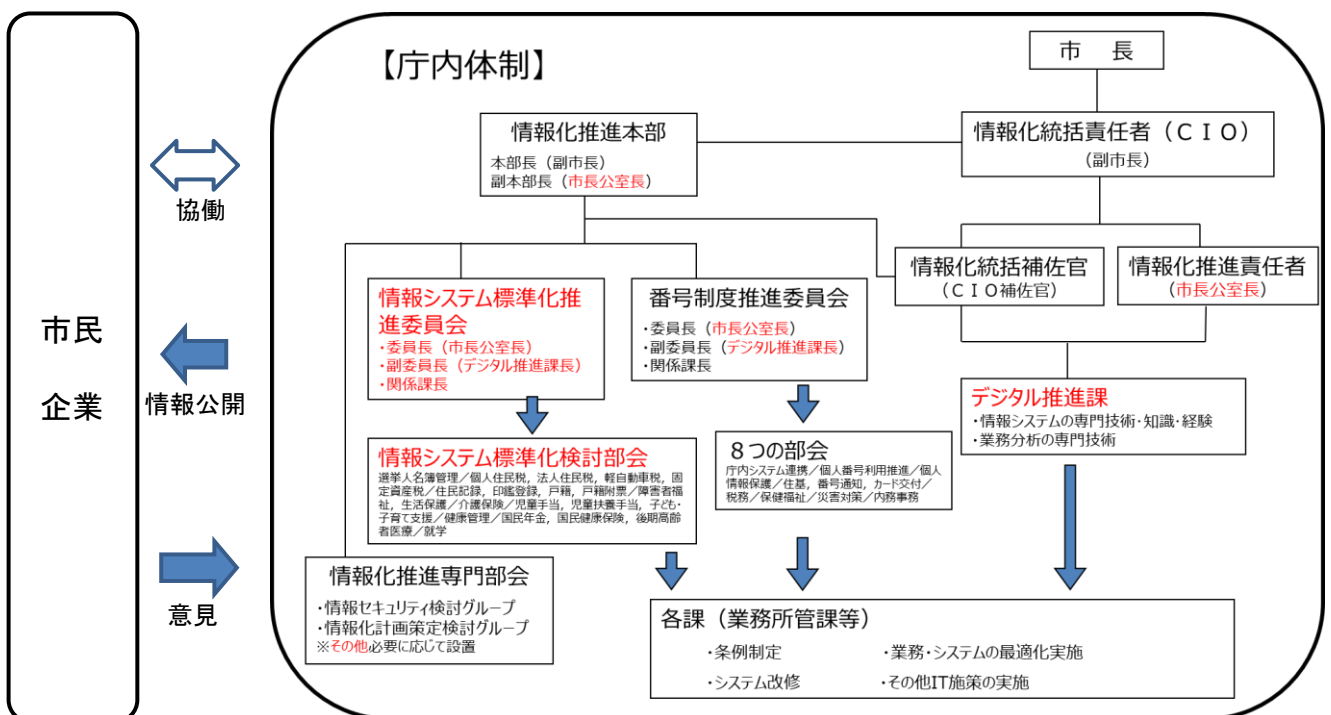 市民
企業
協働
情報公開
意見
【庁内体制】
市　長
情報化統括責任者（ＣＩＯ）
（副市長）
情報化推進本部
本部長（副市長）
副本部長（市長公室長）
情報化統括補佐官
（ＣＩＯ補佐官）
情報化推進責任者
（市長公室長）
情報システム標準化推
進委員会
・委員長（市長公室長）
・副委員長（デジタル推進課長）
・関係課長
番号制度推進委員会
・委員長（市長公室長）
・副委員長（デジタル推進課長）
・関係課長
デジタル推進課
・情報システムの専門技術・知識・経験
・業務分析の専門技術
情報システム標準化検討部会
選挙人名簿管理／個人住民税，法人住民税，軽自動車税，固
定資産税／住民記録，印鑑登録，戸籍，戸籍附票／障害者福
祉，生活保護／介護保険／児童手当，児童扶養手当，子ども・
子育て支援／健康管理／国民年金，国民健康保険，後期高齢
者医療／就学
８つの部会
庁内システム連携／個人番号利用推進／個人
情報保護／住基，番号通知，カード交付／
税務／保健福祉／災害対策／内務事務
情報化推進専門部会
・情報セキュリティ検討グループ
・情報化計画策定検討グループ
※その他必要に応じて設置
各課（業務所管課等）
・条例制定　　・業務・システムの最適化実施
・システム改修　　・その他IT施策の実施